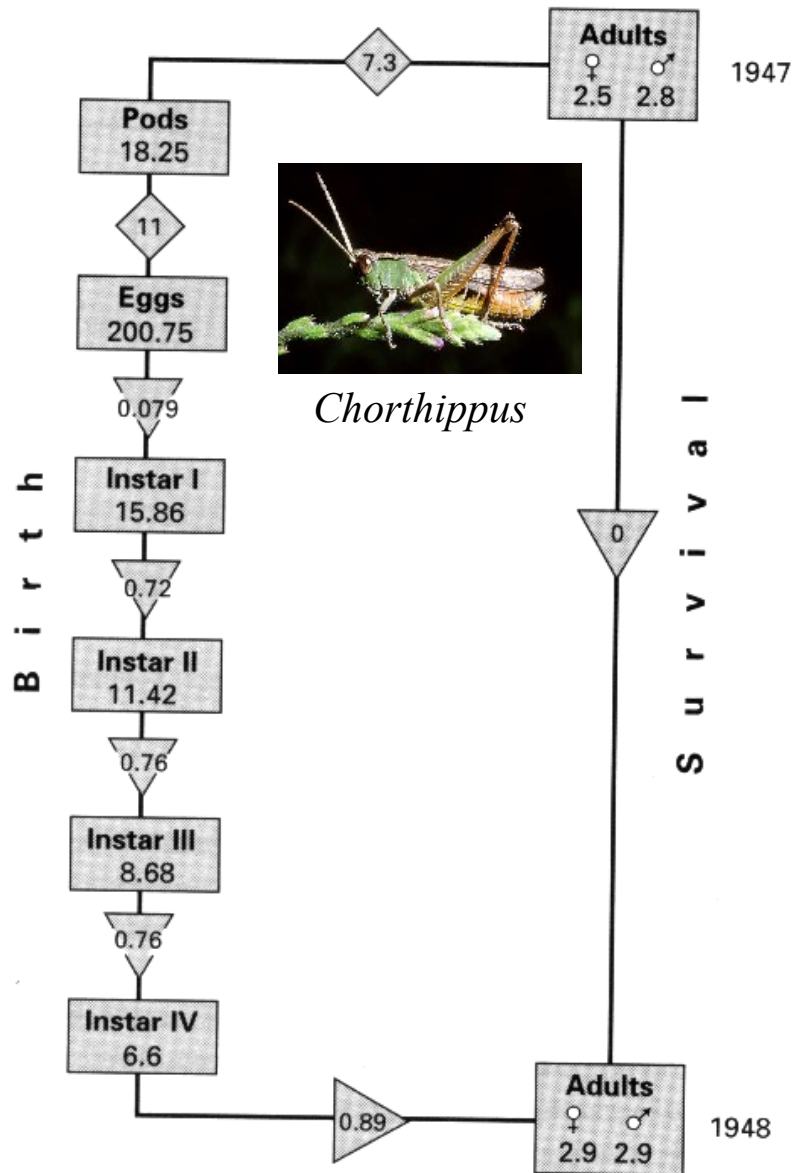 Adults
♀ ♂
2.5 2.8
1947
7.3
Pods
18.25
11
Eggs
200.75
0.079
Chorthippus
Instar I
15.86
0.72
Instar II
11.42
0.76
Instar III
8.68
0.76
Instar IV
6.6
0.89
Birth
0
Survival
Adults
♀ ♂
2.9 2.9
1948